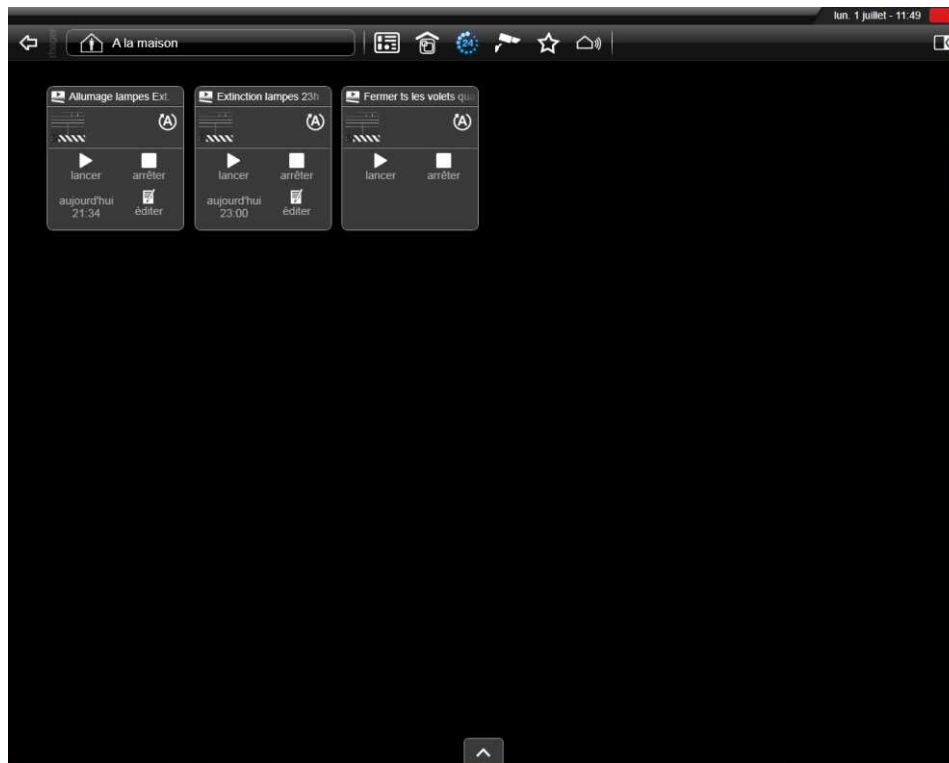 lun. 1 juillet - 11:49
A la maison
24
Allumage lampes Ext.
A
lancer
arrêter
aujourd'hui
21:34
éditer
Extinction lampes 23h
A
lancer
arrêter
aujourd'hui
23:00
éditer
Fermer ts les volets
A
lancer
arrêter